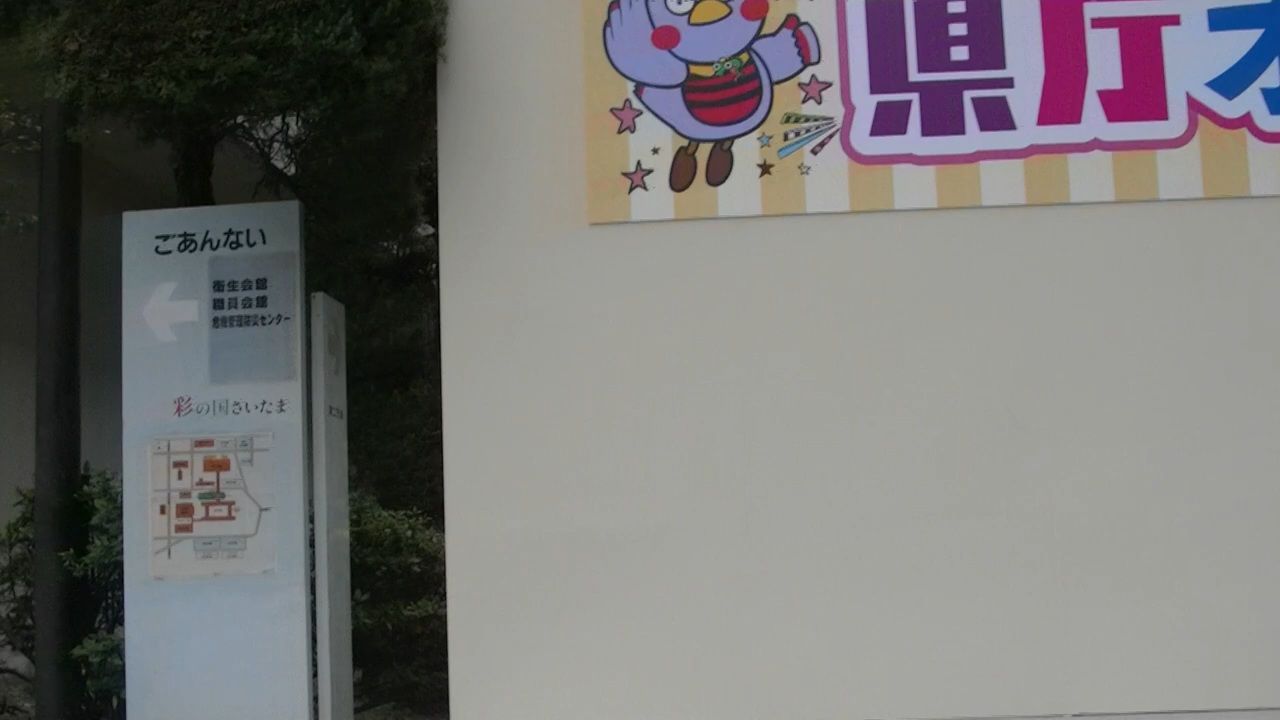 県庁オ
ごあんない
衛生会館
職員会館
危機管理防災センター
彩の国さいたま